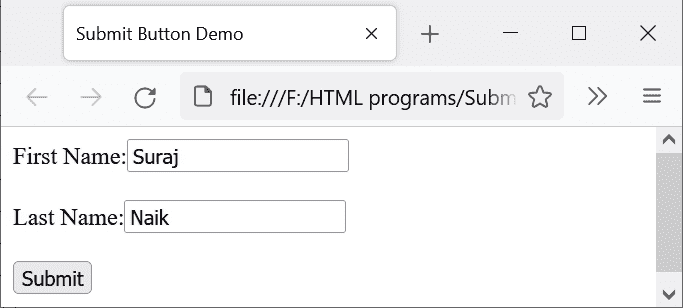 Submit Button Demo
file:///F:/HTML programs/Subm
First Name:Suraj
Last Name:Naik
Submit